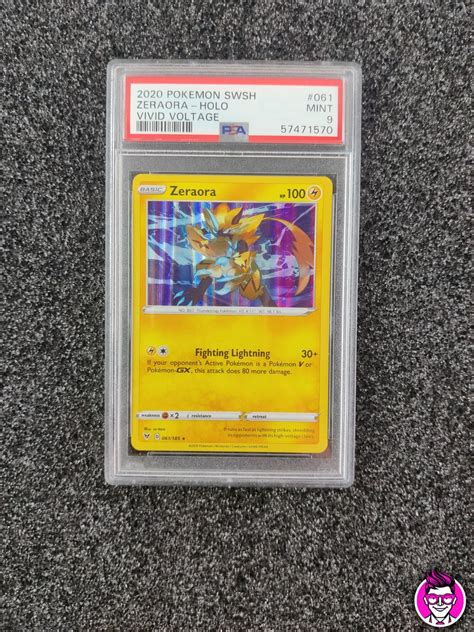 2020 POKEMON SWSH #061
ZERAORA - HOLO MINT
VIVID VOLTAGE 9
PSA 57471570
BASIC Zeraora HP 100
Fighting Lightning 30+
If your opponent's Active Pokémon is a Pokémon V or
Pokémon-GX, this attack does 80 more damage.
weakness ×2 resistance retreat
061/185